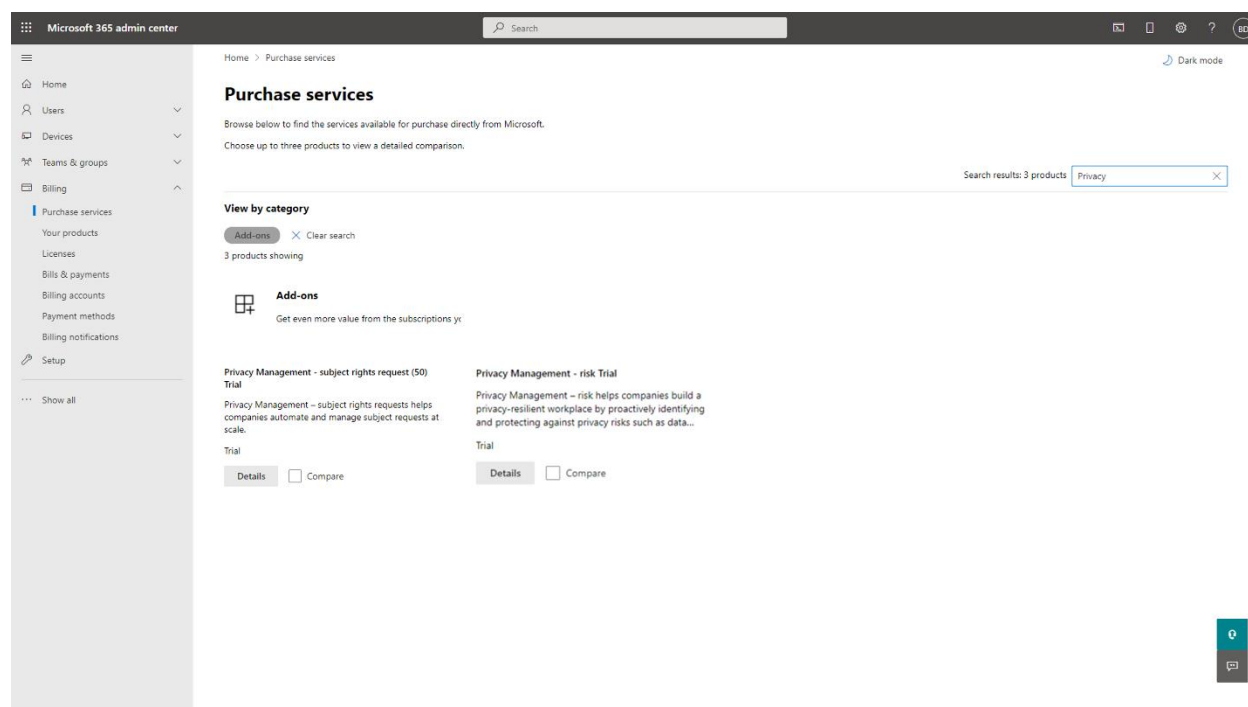 Microsoft 365 admin center
Search
?
BD
Home > Purchase services
Dark mode
Home
Users
Devices
Teams & groups
Billing
Purchase services
Your products
Licenses
Bills & payments
Billing accounts
Payment methods
Billing notifications
Setup
Show all
Purchase services
Browse below to find the services available for purchase directly from Microsoft.
Choose up to three products to view a detailed comparison.
Search results: 3 products
Privacy
View by category
Add-ons
Clear search
3 products showing
Add-ons
Get even more value from the subscriptions yo
Privacy Management - subject rights request (50)
Trial
Privacy Management – subject rights requests helps
companies automate and manage subject requests at
scale.
Trial
Details
Compare
Privacy Management - risk Trial
Privacy Management – risk helps companies build a
privacy-resilient workplace by proactively identifying
and protecting against privacy risks such as data...
Trial
Details
Compare